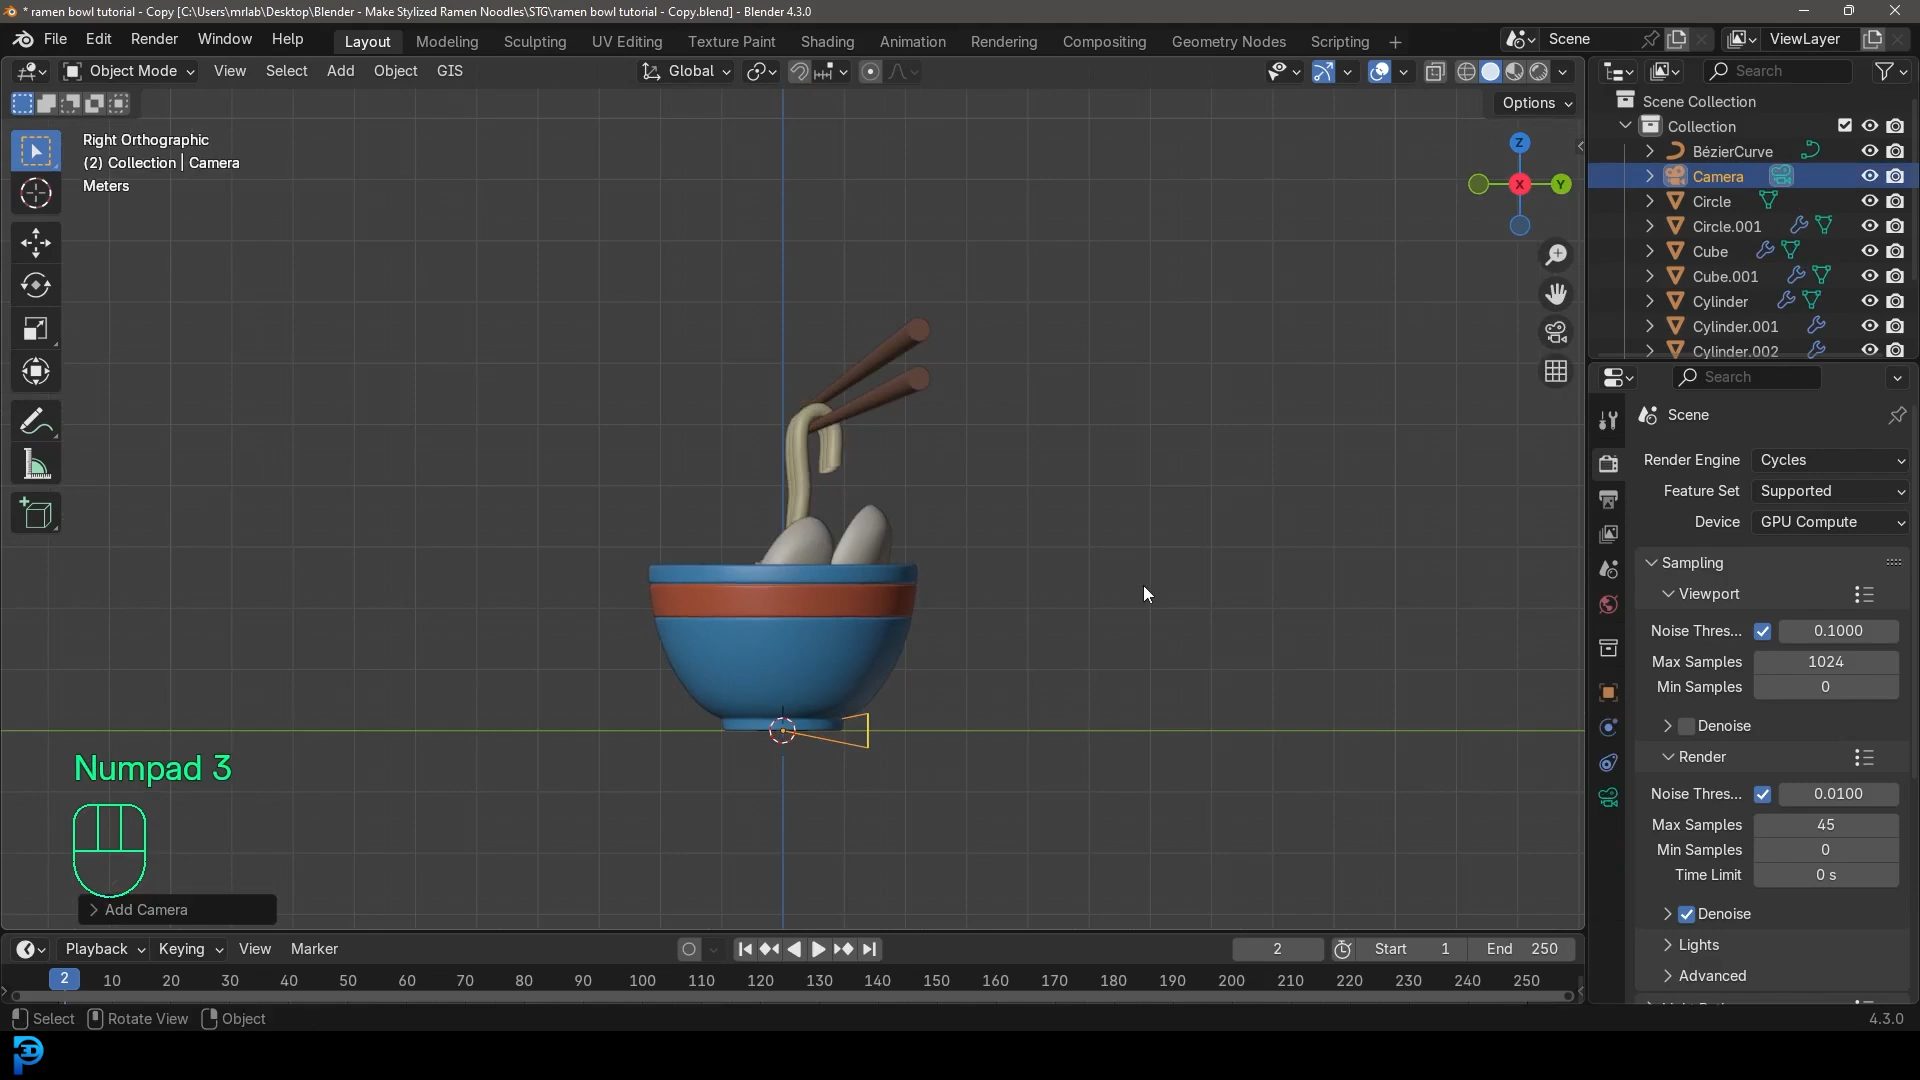 * ramen bowl tutorial - Copy [C:\Users\mrlab\Desktop\Blender - Make Stylized Ramen Noodles\STG\ramen bowl tutorial - Copy.blend] - Blender 4.3.0
File Edit Render Window Help Layout Modeling Sculpting UV Editing Texture Paint Shading Animation Rendering Compositing Geometry Nodes Scripting + Scene ViewLayer
Object Mode View Select Add Object GIS Global Search
Options
Right Orthographic
(2) Collection | Camera
Meters
Z
X
Y
Scene Collection
Collection
BézierCurve
Camera
Circle
Circle.001
Cube
Cube.001
Cylinder
Cylinder.001
Cylinder.002
Search
Scene
Render Engine Cycles
Feature Set Supported
Device GPU Compute
Sampling
Viewport
Noise Thres... 0.1000
Max Samples 1024
Min Samples 0
Denoise
Render
Noise Thres... 0.0100
Max Samples 45
Min Samples 0
Time Limit 0 s
Denoise
Lights
Advanced
Numpad 3
Add Camera
Playback Keying View Marker 2 Start 1 End 250
2 10 20 30 40 50 60 70 80 90 100 110 120 130 140 150 160 170 180 190 200 210 220 230 240 250
Select Rotate View Object 4.3.0
3D